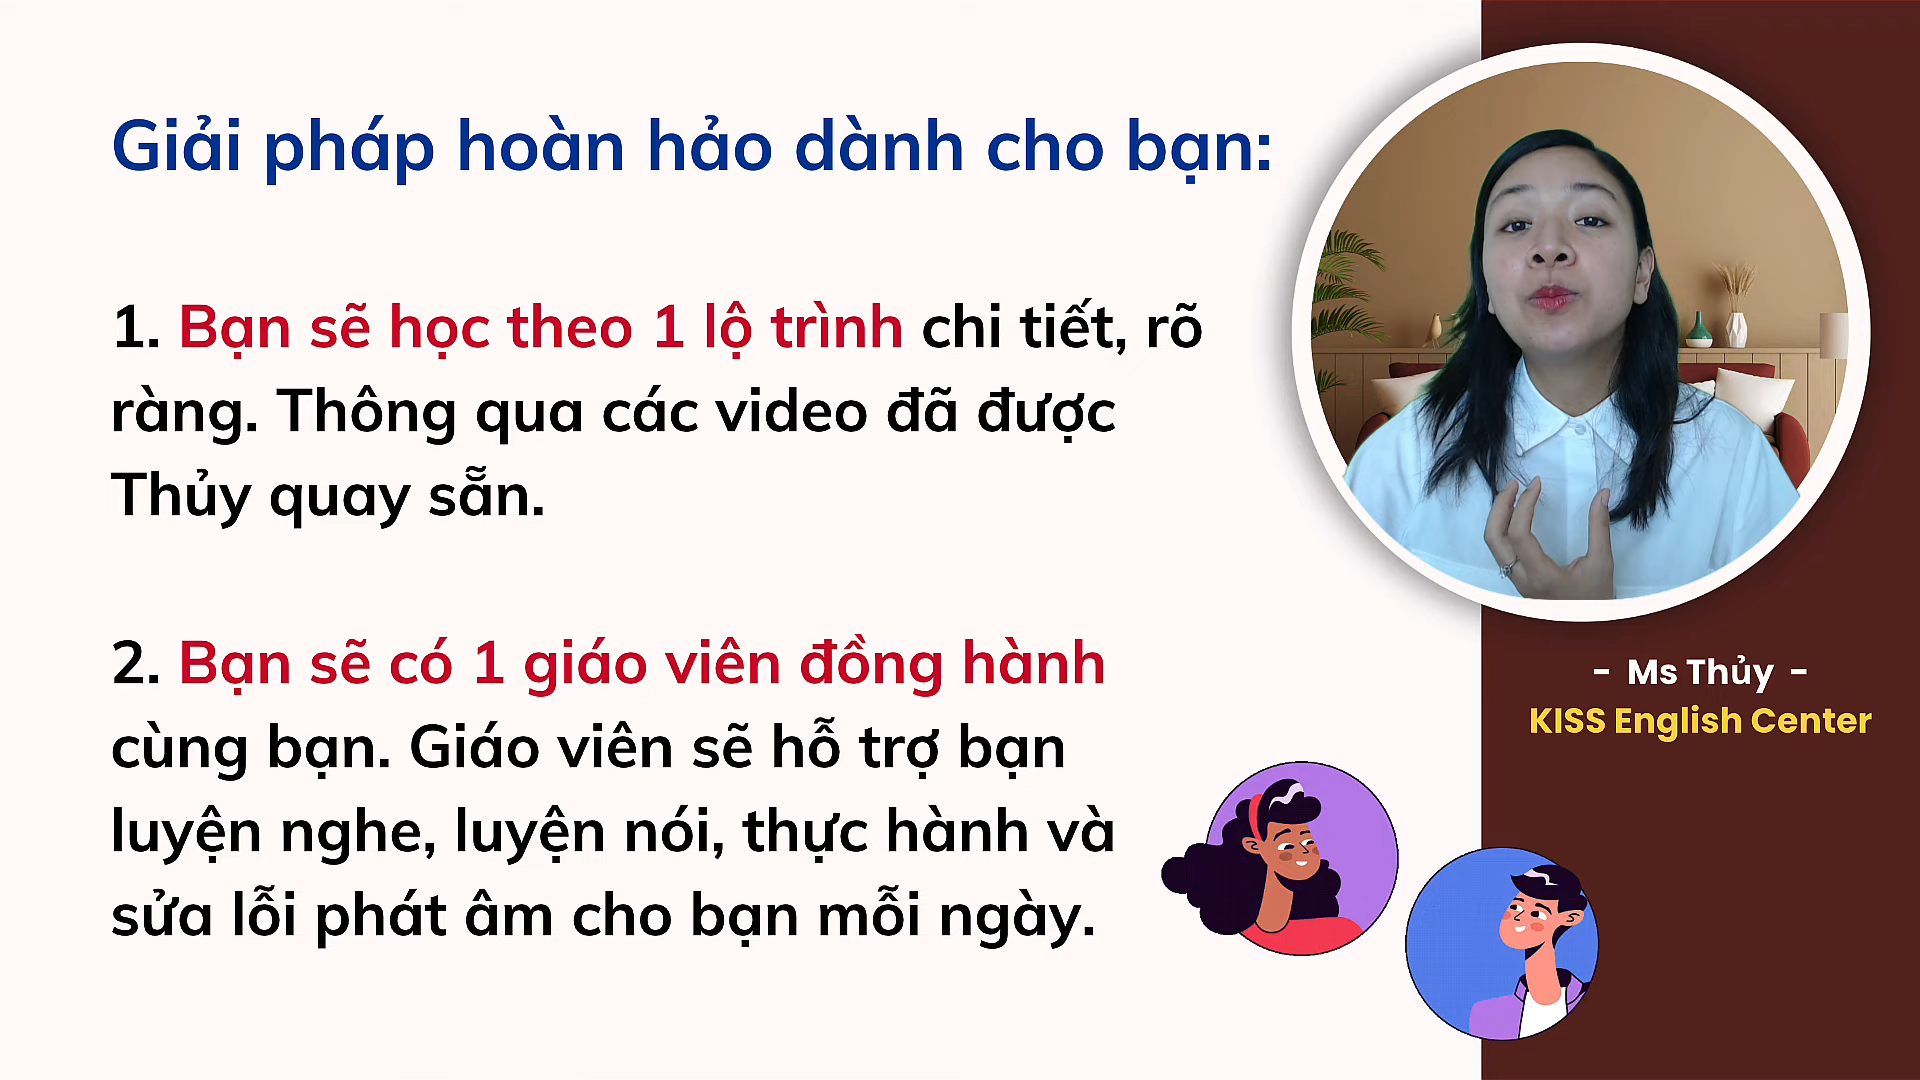 Giải pháp hoàn hảo dành cho bạn:
1. Bạn sẽ học theo 1 lộ trình chi tiết, rõ
ràng. Thông qua các video đã được
Thủy quay sẵn.
2. Bạn sẽ có 1 giáo viên đồng hành
cùng bạn. Giáo viên sẽ hỗ trợ bạn
luyện nghe, luyện nói, thực hành và
sửa lỗi phát âm cho bạn mỗi ngày.
- Ms Thủy -
KISS English Center